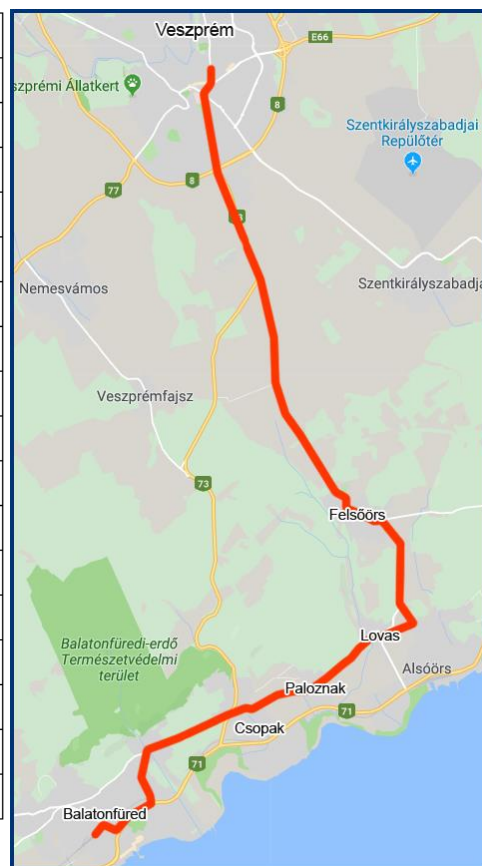 Veszprém
E66
szprémi Állatkert
8
Szentkirályszabadjai
Repülőtér
8
77
Nemesvámos
Szentkirályszabadja
Veszprémfajsz
73
Felsőörs
Balatonfüredi-erdő
Természetvédelmi
terület
Lovas
Alsóörs
Paloznak
71
Csopak
71
Balatonfüred